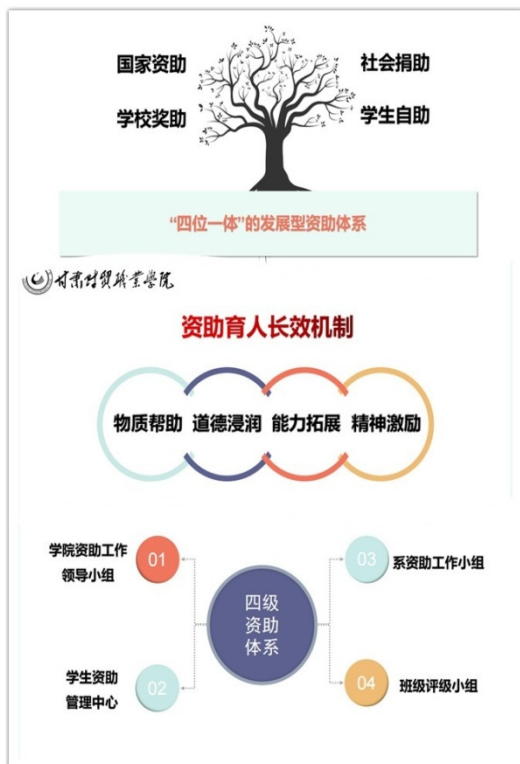 国家资助
社会捐助
学校奖助
学生自助
“四位一体”的发展型资助体系
甘肃财贸职业学院
资助育人长效机制
物质帮助 道德浸润 能力拓展 精神激励
学院资助工作
领导小组
01
03
系资助工作小组
四级
资助
体系
学生资助
管理中心
02
04
班级评级小组